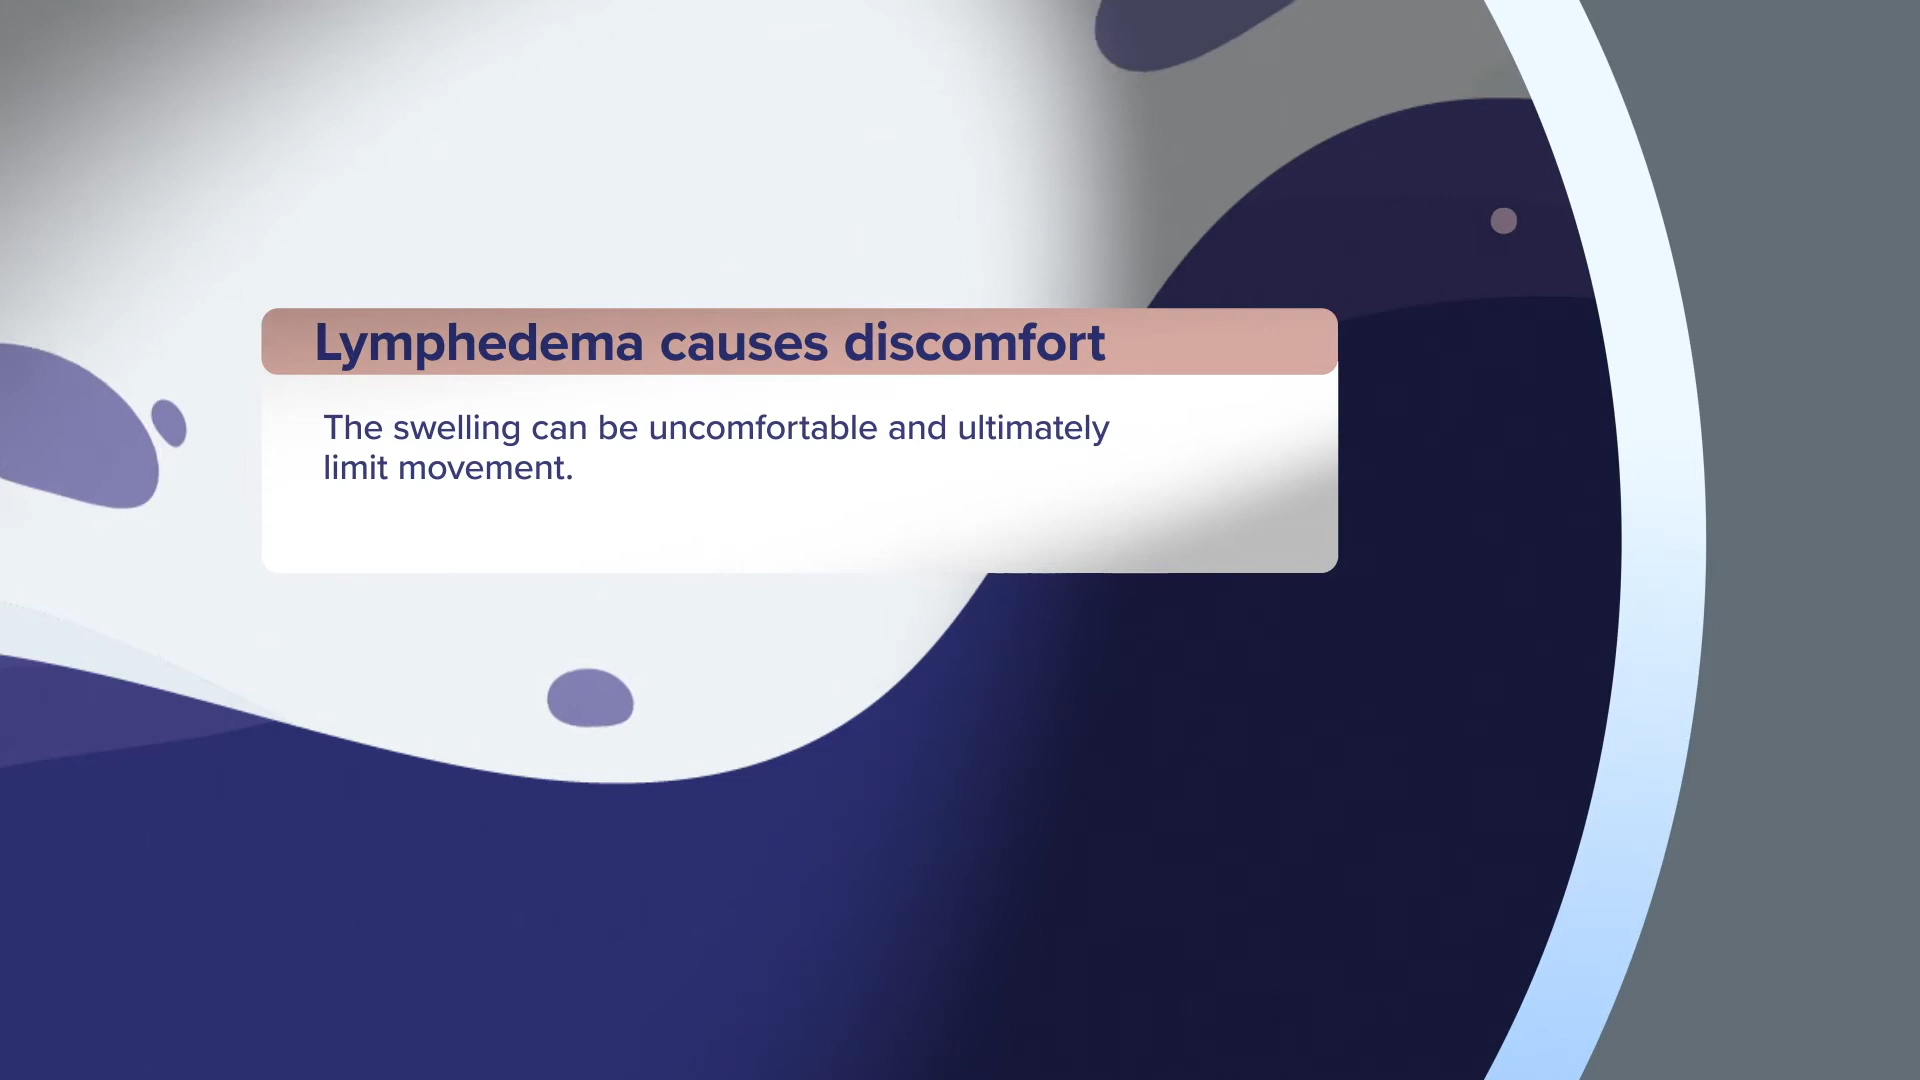 Lymphedema causes discomfort
The swelling can be uncomfortable and ultimately
limit movement.